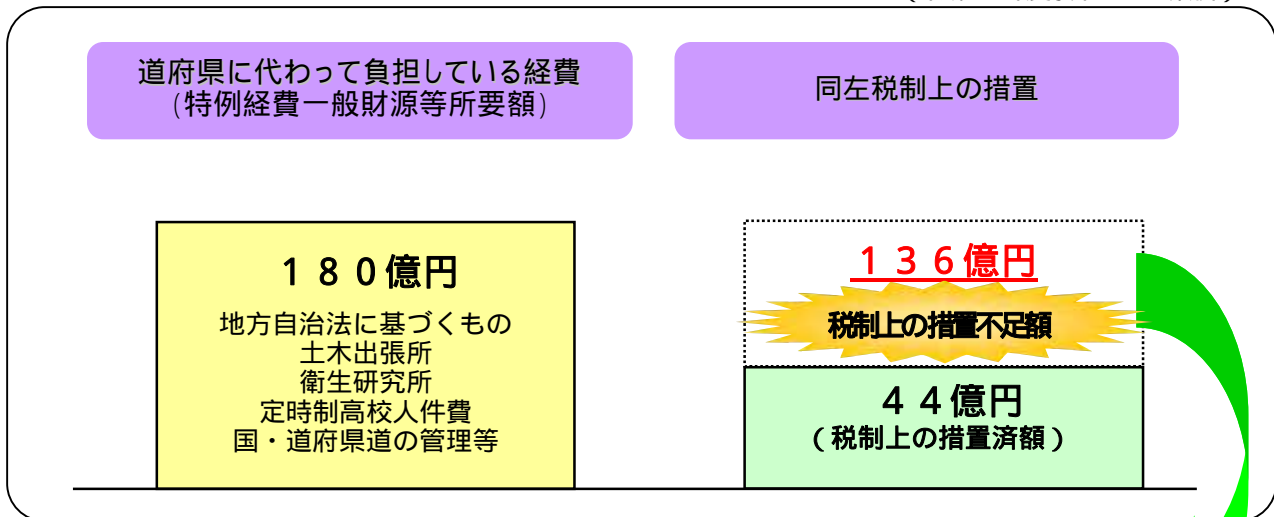 道府県に代わって負担している経費
(特例経費一般財源等所要額)
同左税制上の措置
180億円
地方自治法に基づくもの
土木出張所
衛生研究所
定時制高校人件費
国・道府県道の管理等
136億円
税制上の措置不足額
44億円
(税制上の措置済額)